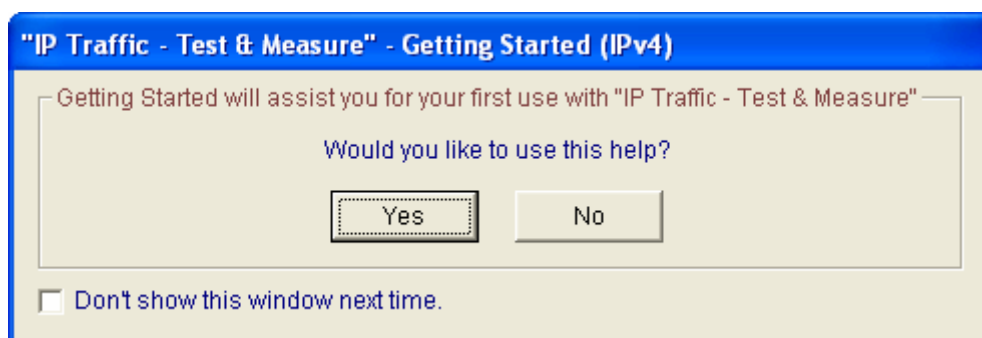 "IP Traffic - Test & Measure" - Getting Started (IPv4)
Getting Started will assist you for your first use with "IP Traffic - Test & Measure"
Would you like to use this help?
Yes No
Don't show this window next time.